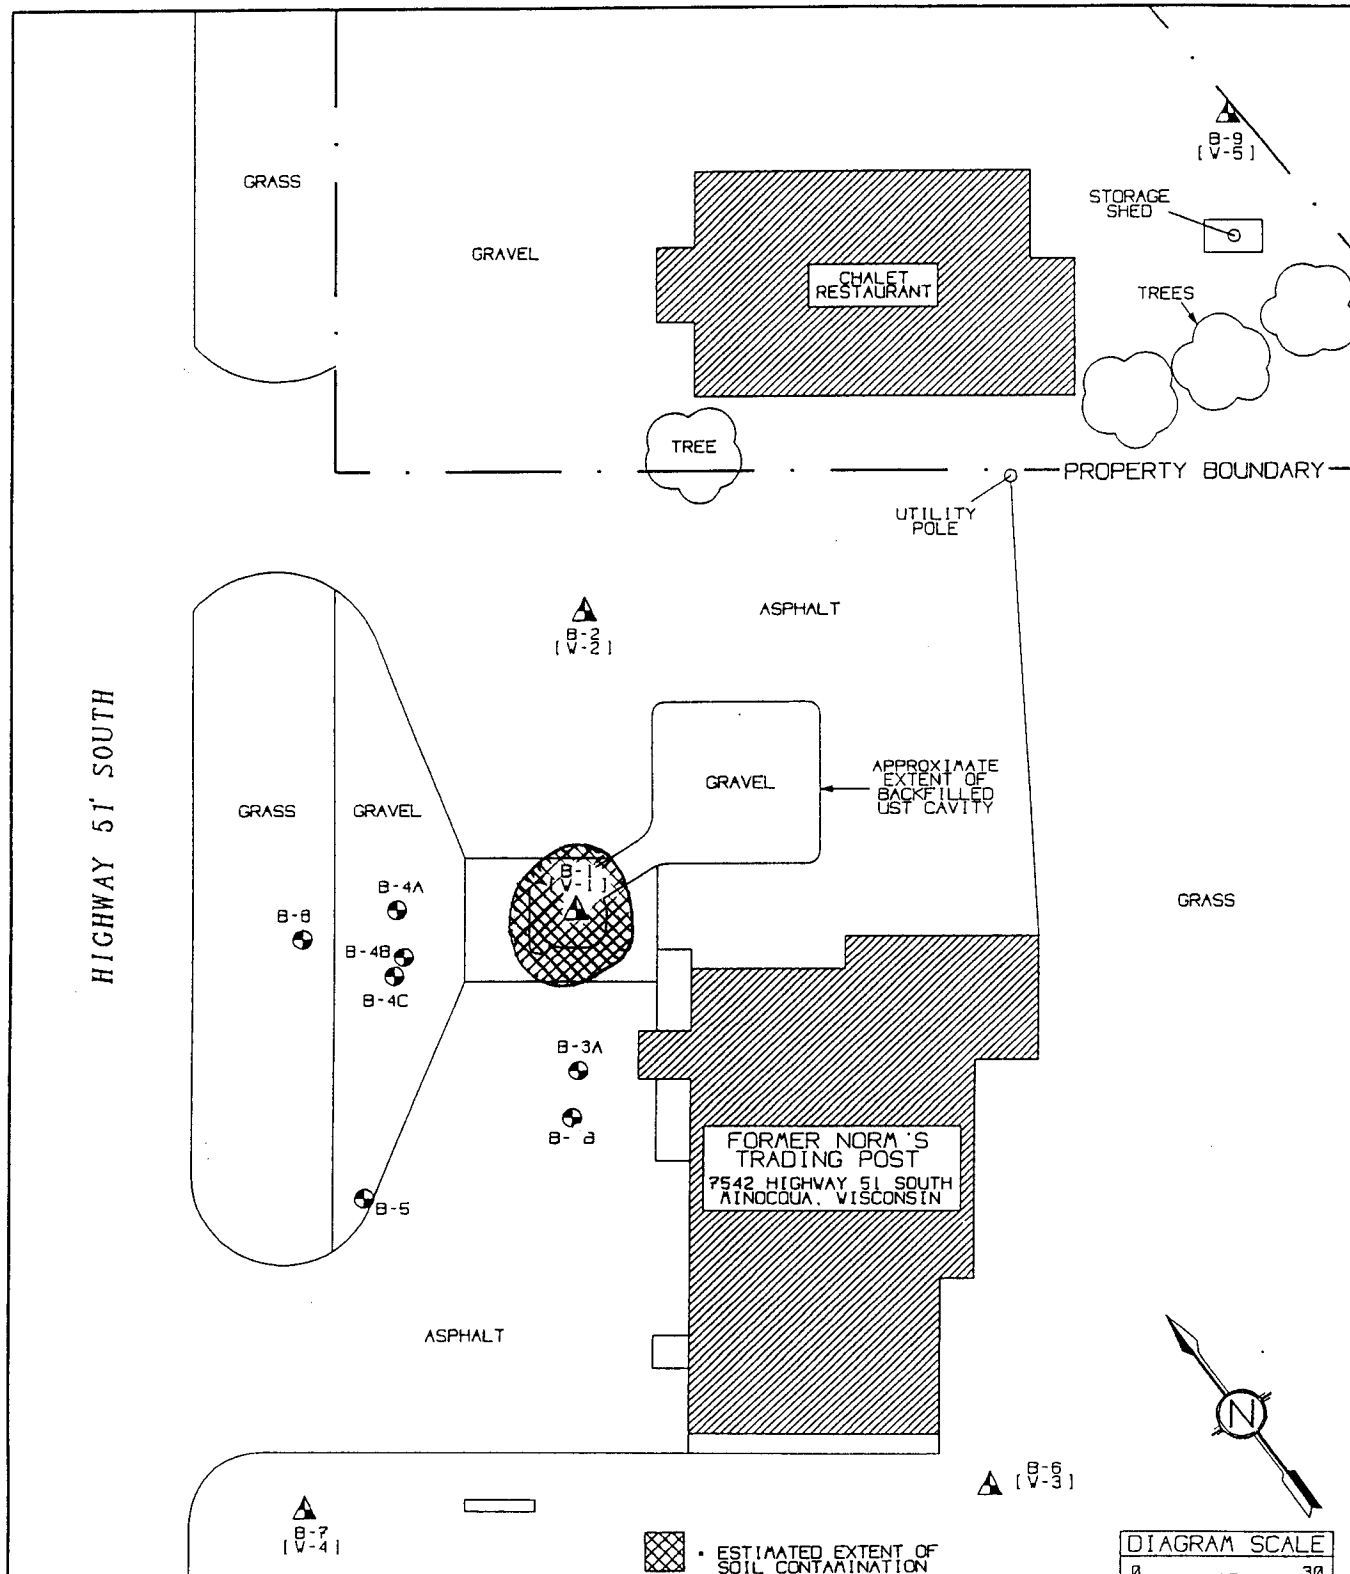 B-9
[W-5]
GRASS
STORAGE
SHED
GRAVEL
CHALET
RESTAURANT
TREES
TREE
PROPERTY BOUNDARY
UTILITY
POLE
ASPHALT
B-2
[W-2]
HIGHWAY 51 SOUTH
APPROXIMATE
EXTENT OF
BACKFILLED
UST CAVITY
GRAVEL
GRASS
GRAVEL
B-1
[W-1]
B-4A
GRASS
B-8
B-4B
B-4C
B-3A
FORMER NORM'S
TRADING POST
7542 HIGHWAY 51 SOUTH
MINOCQUA, WISCONSIN
B-5
ASPHALT
N
B-6
[W-3]
B-7
[W-4]
ESTIMATED EXTENT OF
SOIL CONTAMINATION
DIAGRAM SCALE
0 30